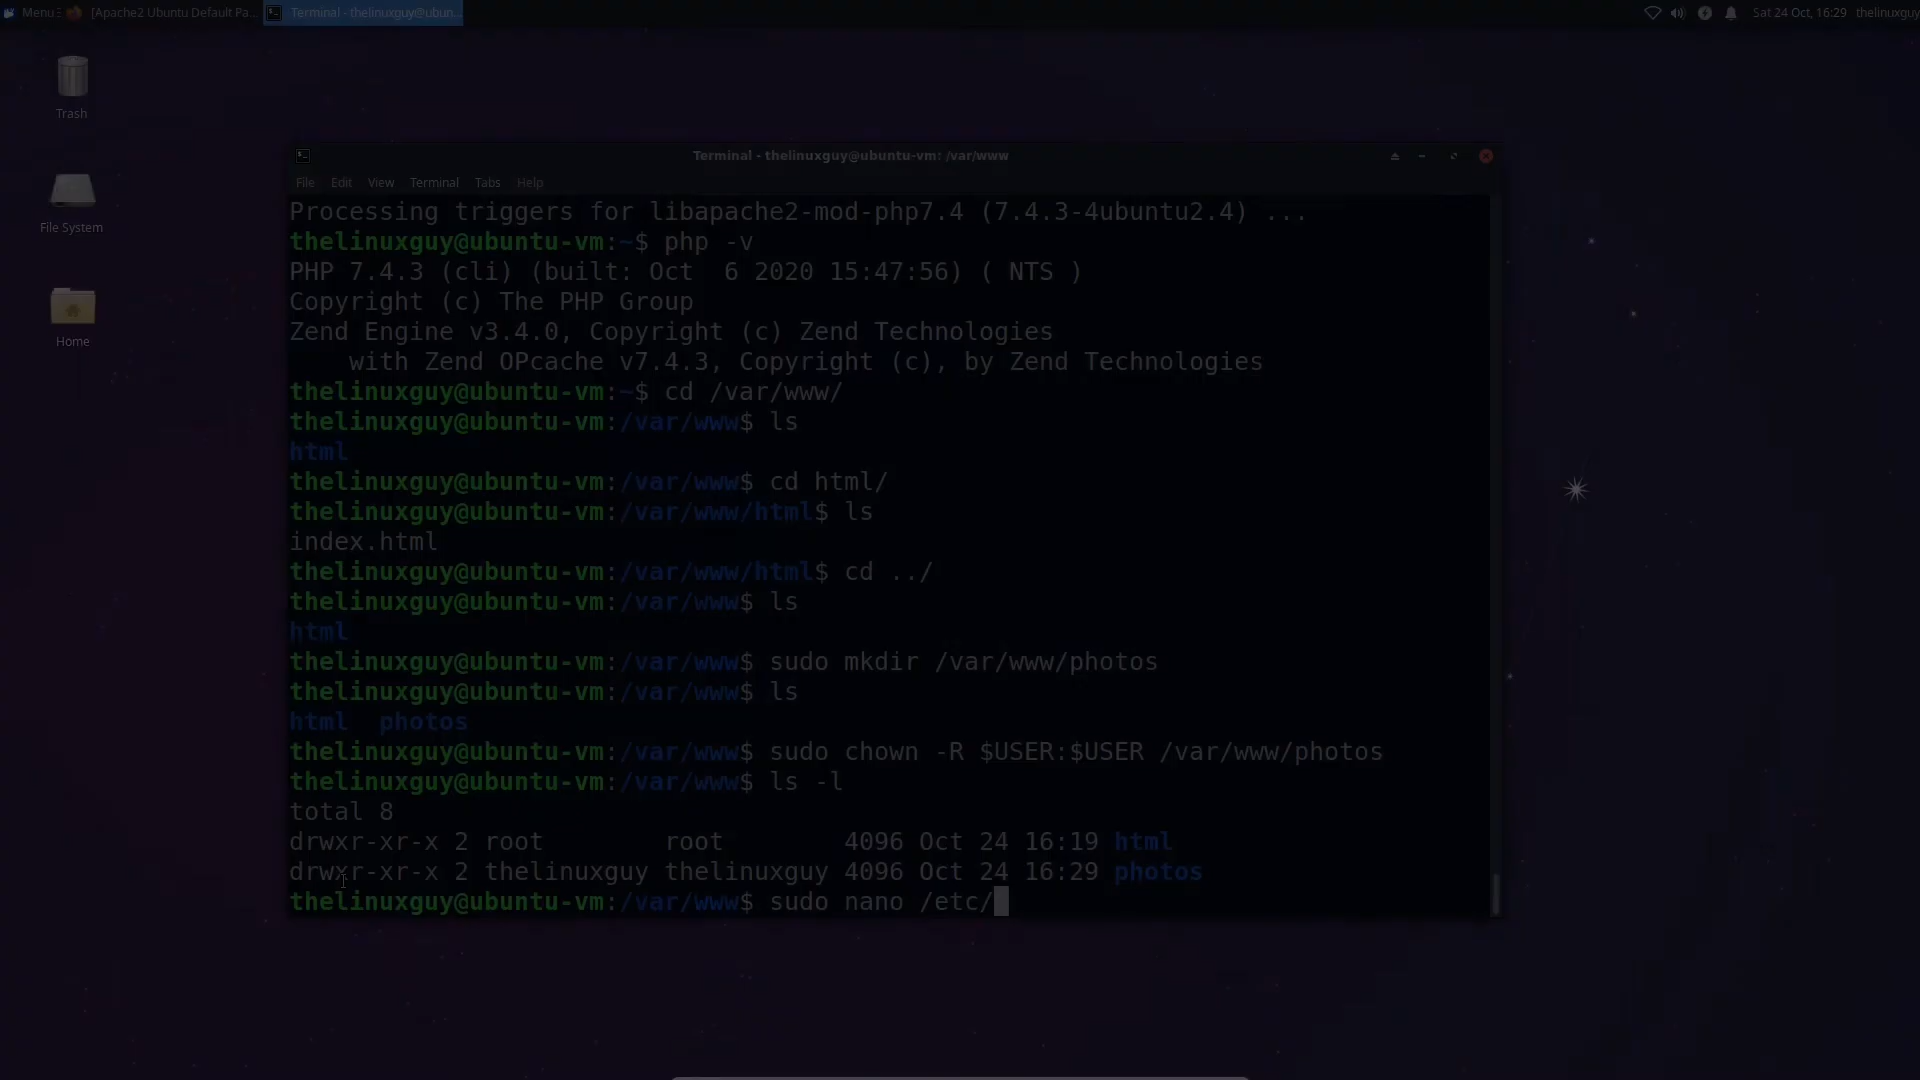 Menu [Apache2 Ubuntu Default Pa... Terminal - thelinuxguy@ubun... Sat 24 Oct, 16:29 thelinuxguy
Trash
File System
Home
Terminal - thelinuxguy@ubuntu-vm: /var/www
File Edit View Terminal Tabs Help
Processing triggers for libapache2-mod-php7.4 (7.4.3-4ubuntu2.4) ...
thelinuxguy@ubuntu-vm:~$ php -v
PHP 7.4.3 (cli) (built: Oct  6 2020 15:47:56) ( NTS )
Copyright (c) The PHP Group
Zend Engine v3.4.0, Copyright (c) Zend Technologies
    with Zend OPcache v7.4.3, Copyright (c), by Zend Technologies
thelinuxguy@ubuntu-vm:~$ cd /var/www/
thelinuxguy@ubuntu-vm:/var/www$ ls
html
thelinuxguy@ubuntu-vm:/var/www$ cd html/
thelinuxguy@ubuntu-vm:/var/www/html$ ls
index.html
thelinuxguy@ubuntu-vm:/var/www/html$ cd ../
thelinuxguy@ubuntu-vm:/var/www$ ls
html
thelinuxguy@ubuntu-vm:/var/www$ sudo mkdir /var/www/photos
thelinuxguy@ubuntu-vm:/var/www$ ls
html  photos
thelinuxguy@ubuntu-vm:/var/www$ sudo chown -R $USER:$USER /var/www/photos
thelinuxguy@ubuntu-vm:/var/www$ ls -l
total 8
drwxr-xr-x 2 root        root        4096 Oct 24 16:19 html
drwxr-xr-x 2 thelinuxguy thelinuxguy 4096 Oct 24 16:29 photos
thelinuxguy@ubuntu-vm:/var/www$ sudo nano /etc/